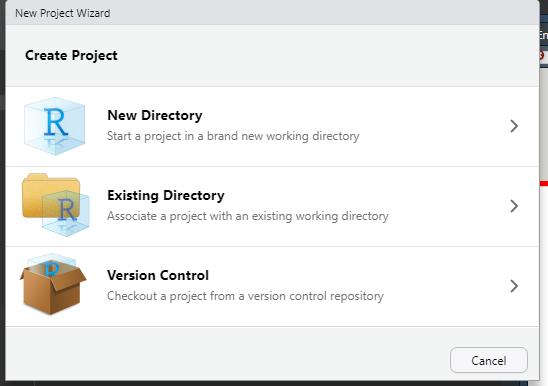 New Project Wizard
Create Project
R
New Directory
Start a project in a brand new working directory
R
Existing Directory
Associate a project with an existing working directory
R
Version Control
Checkout a project from a version control repository
Cancel
En